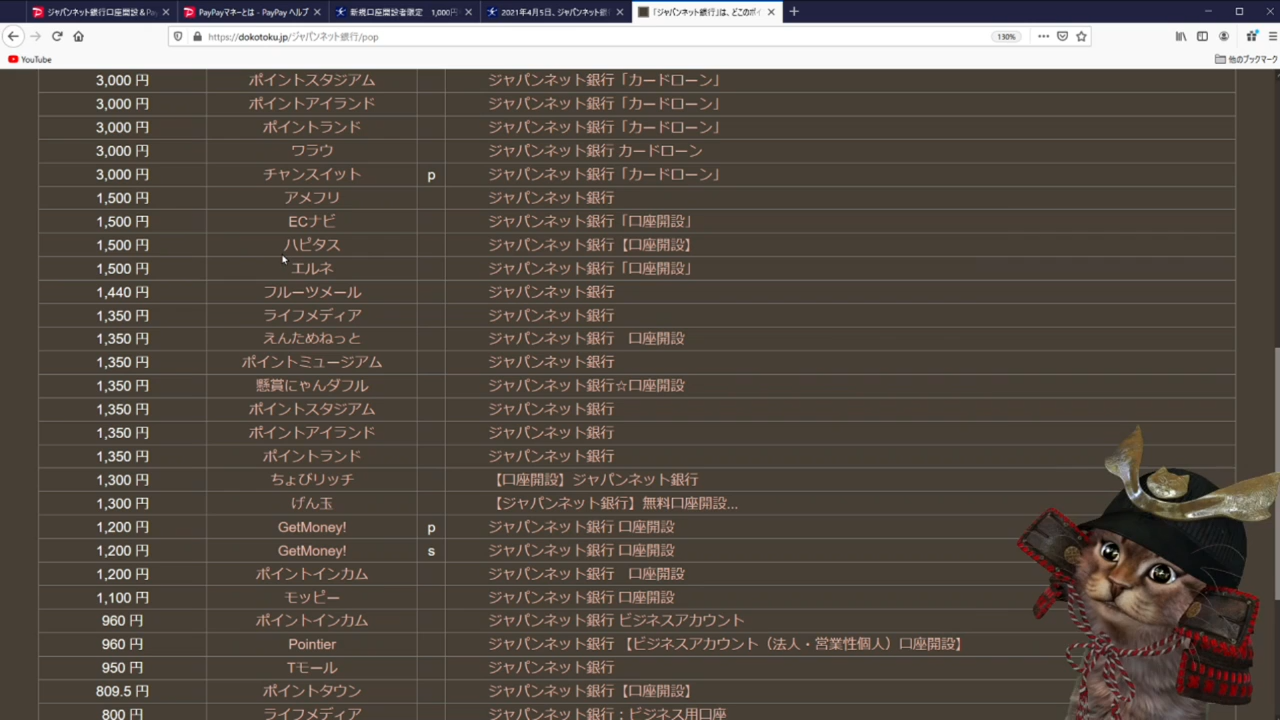 ジャパンネット銀行口座開設＆Pay
PayPayマネーとは - PayPay ヘルプ
新規口座開設者限定 1,000円
2021年4月5日、ジャパンネット銀行
「ジャパンネット銀行」は、どこのポイ
https://dokotoku.jp/ジャパンネット銀行/pop
130%
YouTube
他のブックマーク
3,000 円 ポイントスタジアム ジャパンネット銀行「カードローン」
3,000 円 ポイントアイランド ジャパンネット銀行「カードローン」
3,000 円 ポイントランド ジャパンネット銀行「カードローン」
3,000 円 ワラウ ジャパンネット銀行 カードローン
3,000 円 チャンスイット p ジャパンネット銀行「カードローン」
1,500 円 アメフリ ジャパンネット銀行
1,500 円 ECナビ ジャパンネット銀行「口座開設」
1,500 円 ハピタス ジャパンネット銀行【口座開設】
1,500 円 エルネ ジャパンネット銀行「口座開設」
1,440 円 フルーツメール ジャパンネット銀行
1,350 円 ライフメディア ジャパンネット銀行
1,350 円 えんためねっと ジャパンネット銀行　口座開設
1,350 円 ポイントミュージアム ジャパンネット銀行
1,350 円 懸賞にゃんダフル ジャパンネット銀行☆口座開設
1,350 円 ポイントスタジアム ジャパンネット銀行
1,350 円 ポイントアイランド ジャパンネット銀行
1,350 円 ポイントランド ジャパンネット銀行
1,300 円 ちょびリッチ 【口座開設】ジャパンネット銀行
1,300 円 げん玉 【ジャパンネット銀行】無料口座開設...
1,200 円 GetMoney! p ジャパンネット銀行 口座開設
1,200 円 GetMoney! s ジャパンネット銀行 口座開設
1,200 円 ポイントインカム ジャパンネット銀行　口座開設
1,100 円 モッピー ジャパンネット銀行 口座開設
960 円 ポイントインカム ジャパンネット銀行 ビジネスアカウント
960 円 Pointier ジャパンネット銀行 【ビジネスアカウント（法人・営業性個人）口座開設】
950 円 Tモール ジャパンネット銀行
809.5 円 ポイントタウン ジャパンネット銀行【口座開設】
800 円 ライフメディア ジャパンネット銀行：ビジネス用口座